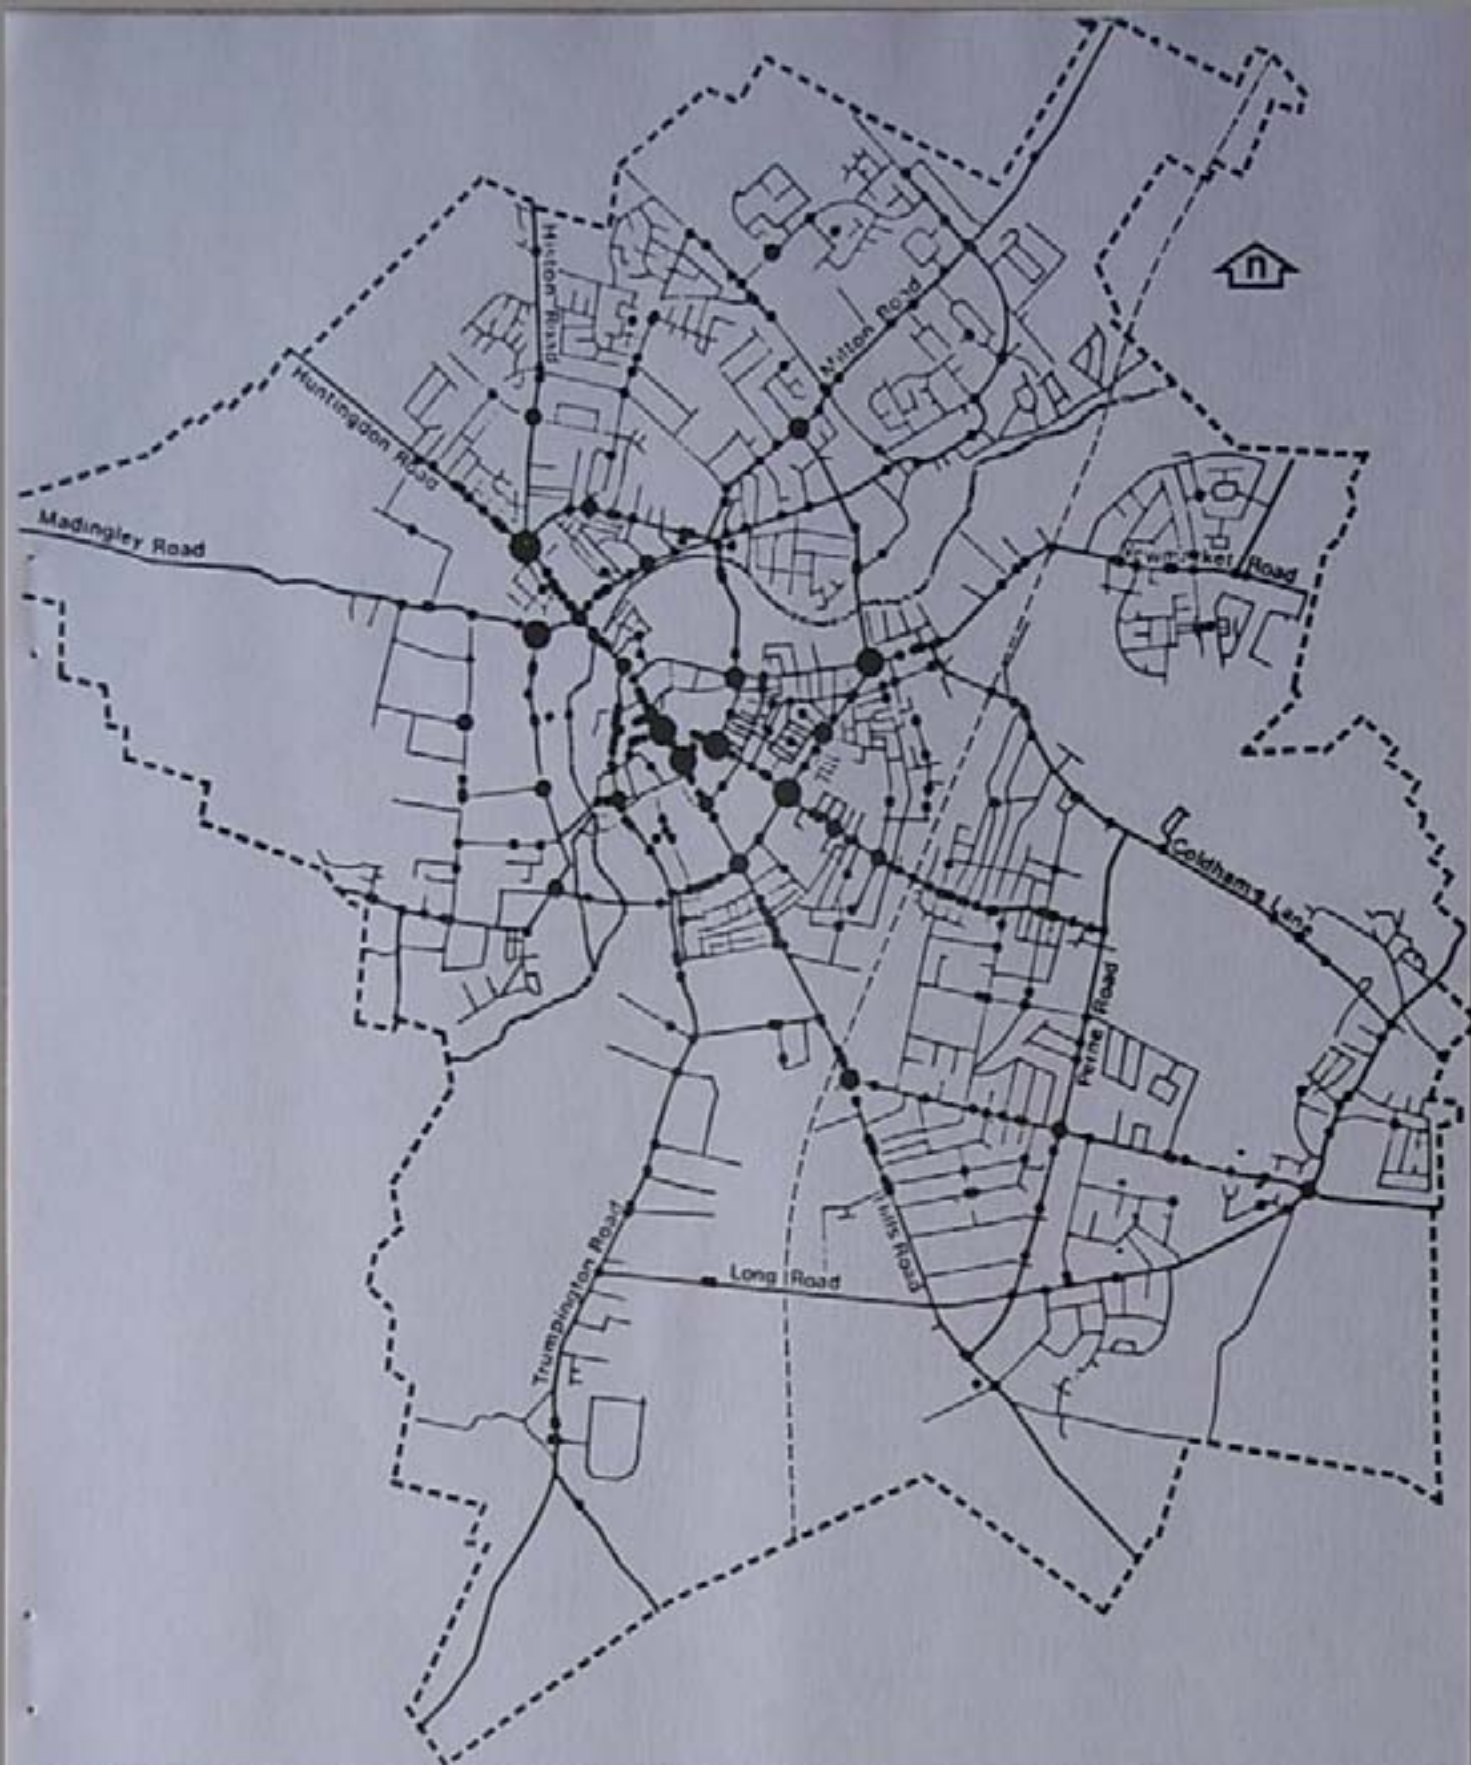 n
Histon Road
Milton Road
Huntingdon Road
Madingley Road
Newmarket Road
Coldhams Lane
Perne Road
Hills Road
Long Road
Trumpington Road